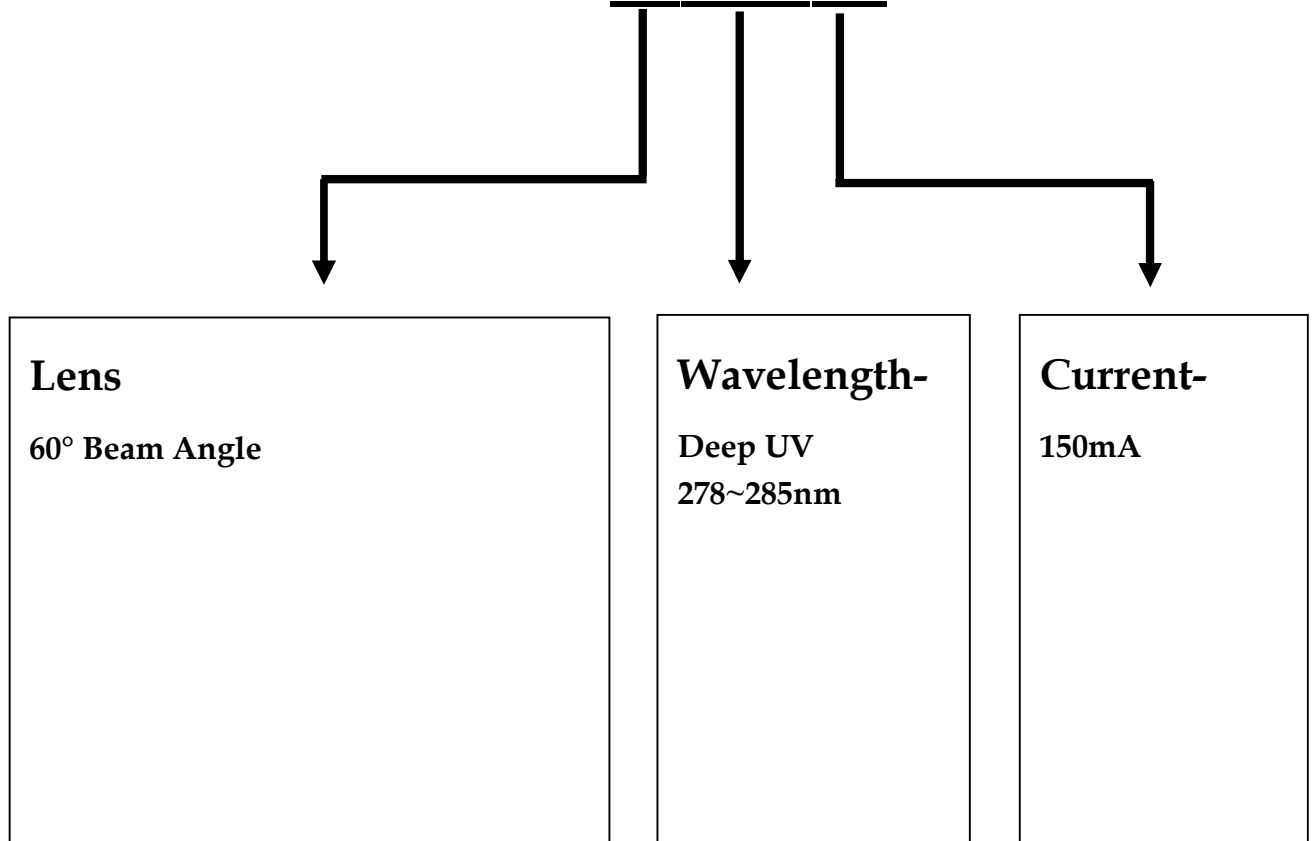 Lens
60° Beam Angle
Wavelength-
Deep UV
278~285nm
Current-
150mA